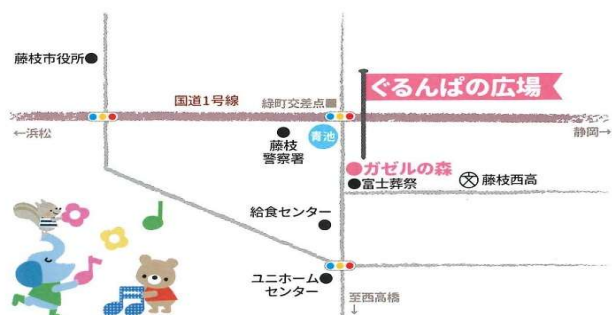 藤枝市役所
国道1号線
緑町交差点
ぐるんぱの広場
←浜松
静岡→
藤枝
警察署
青池
ガゼルの森
富士葬祭
文
藤枝西高
給食センター
ユニホーム
センター
至西高橋
↓